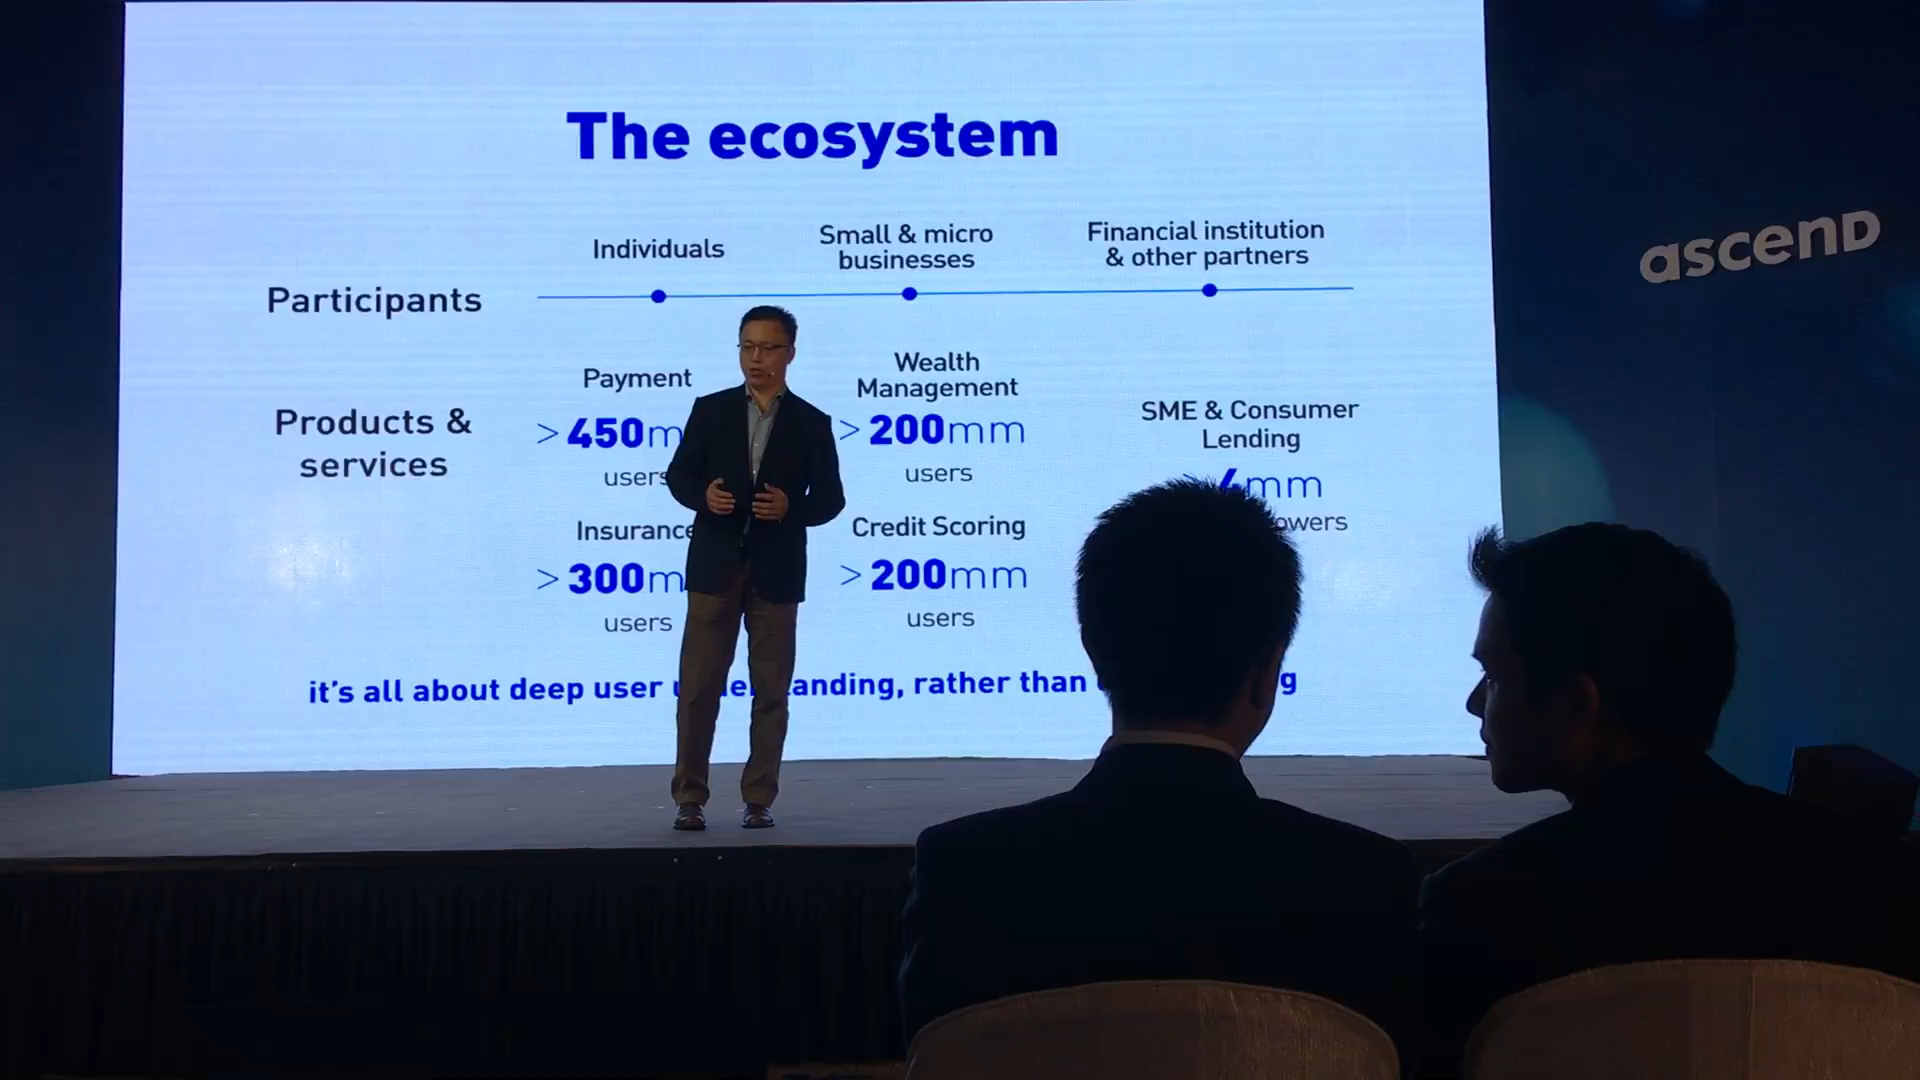 The ecosystem
Individuals
Small & micro
businesses
Financial institution
& other partners
Participants
Products &
services
Payment
> 450m
users
Wealth
Management
> 200mm
users
SME & Consumer
Lending
4mm
Insurance
> 300m
users
Credit Scoring
> 200mm
users
it's all about deep user understanding, rather than
ascend